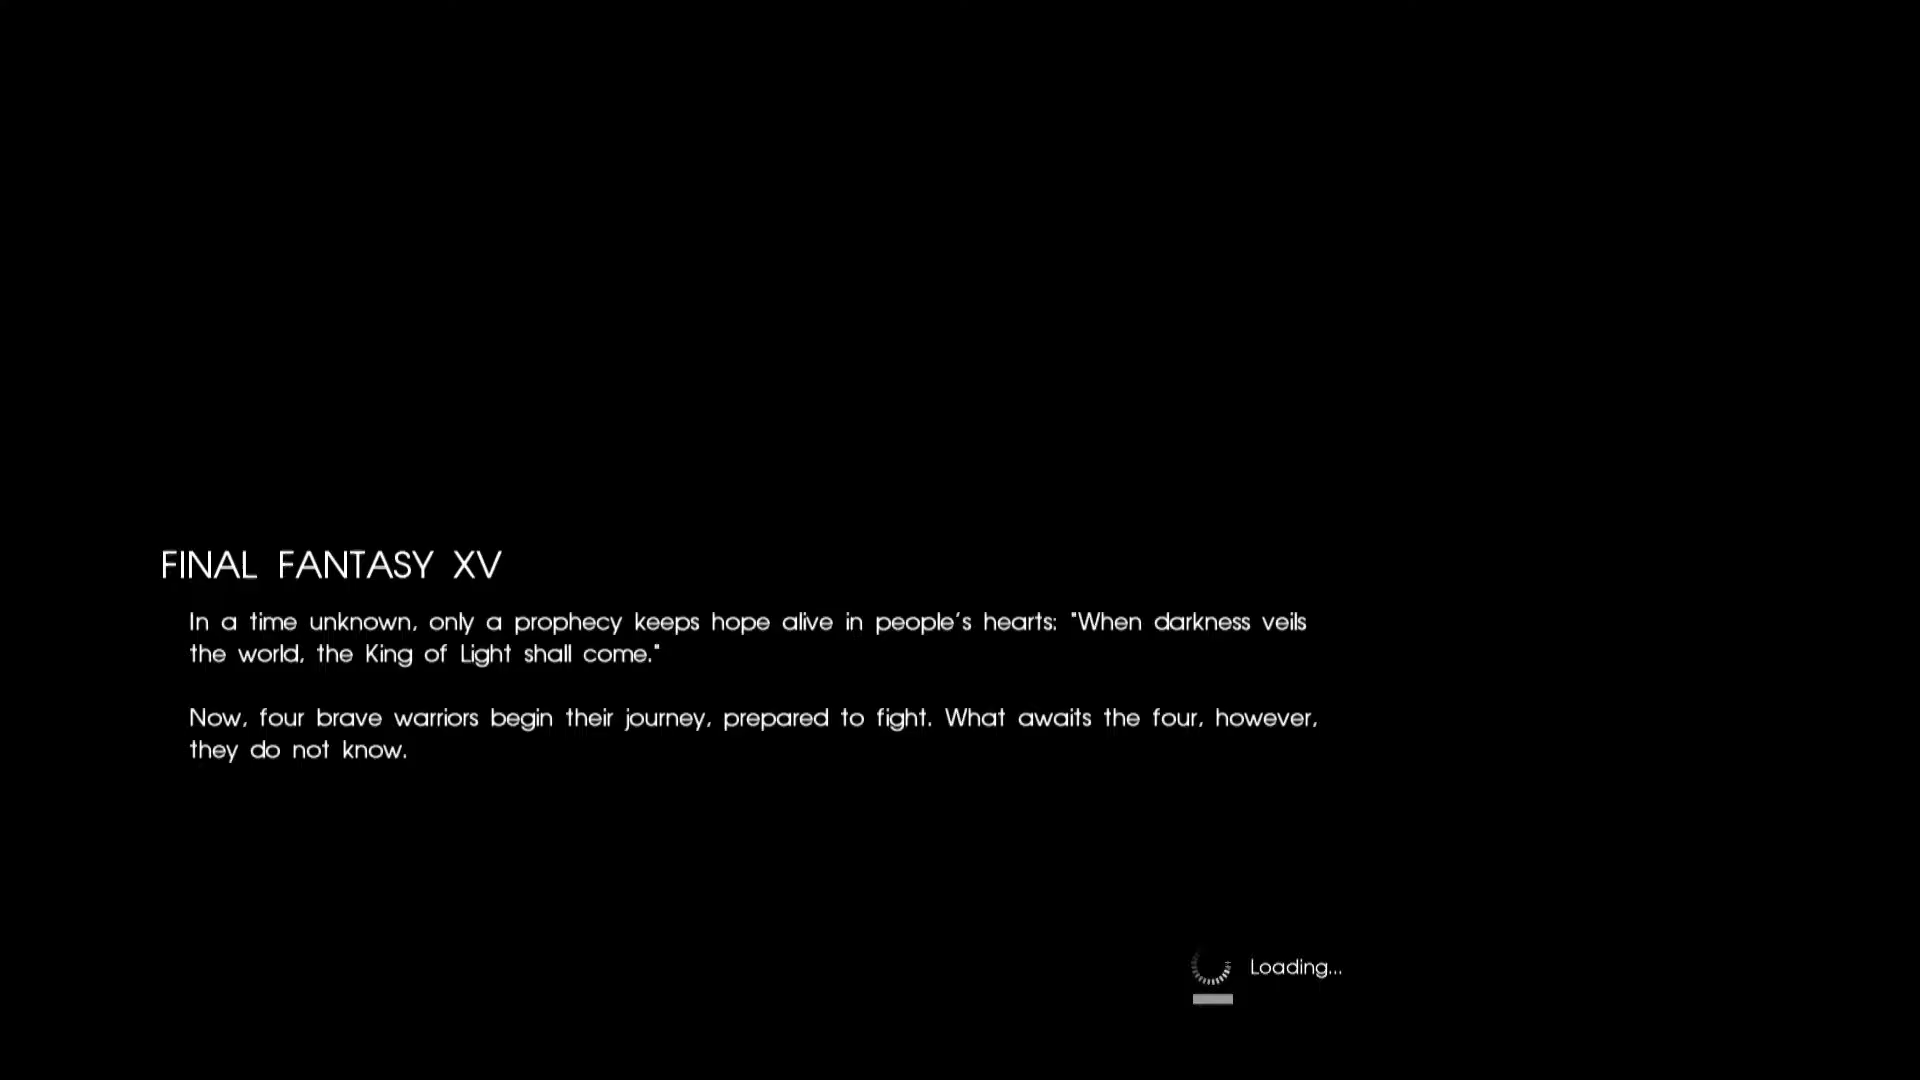 FINAL FANTASY XV
In a time unknown, only a prophecy keeps hope alive in people's hearts: "When darkness veils
the world, the King of Light shall come."
Now, four brave warriors begin their journey, prepared to fight. What awaits the four, however,
they do not know.
Loading...